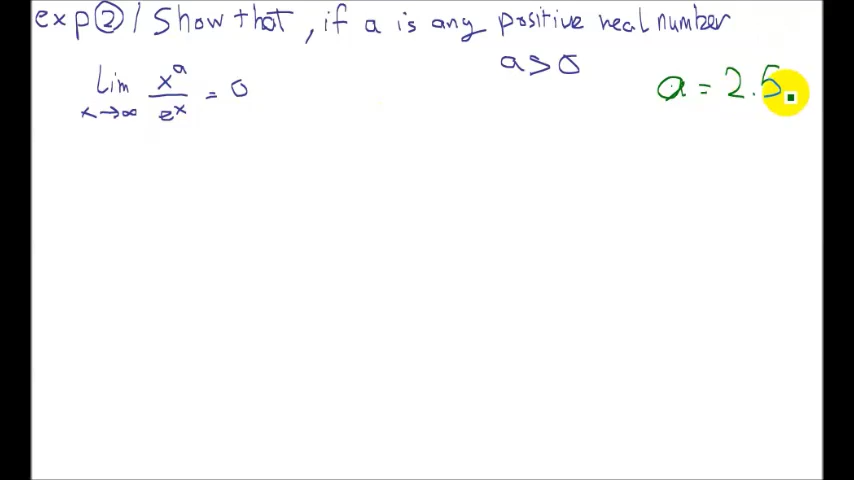 exp② / Show that, if a is any positive real number
a > 0
lim x→∞ x^a / e^x = 0
a = 2.5